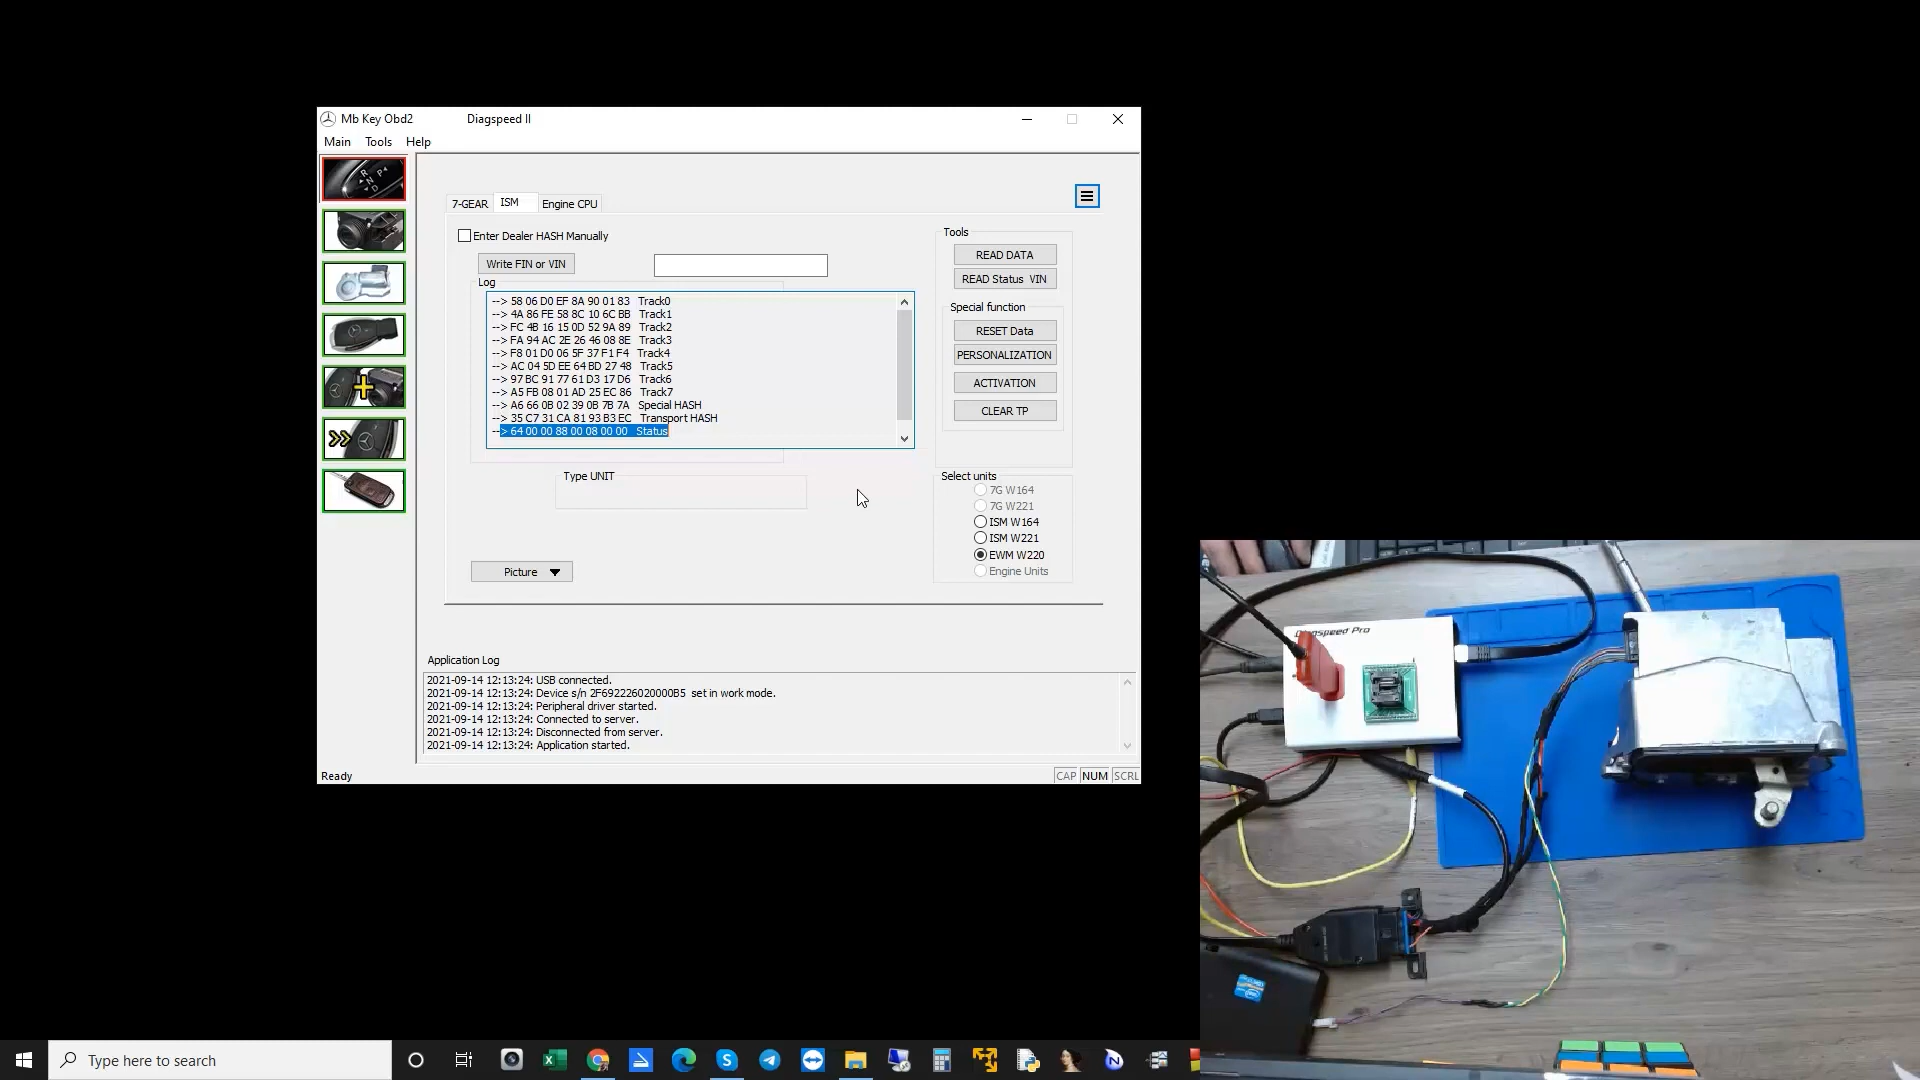 Mb Key Obd2
Diagspeed II
Main Tools Help
7-GEAR ISM Engine CPU
Enter Dealer HASH Manually
Write FIN or VIN
Log
--> 58 06 D0 EF 8A 90 01 83 Track0
--> 4A 86 FE 58 8C 10 6C BB Track1
--> FC 4B 16 15 0D 52 9A 89 Track2
--> FA 94 AC 2E 26 46 08 8E Track3
--> F8 01 D0 06 5F 37 F1 F4 Track4
--> AC 04 5D EE 64 BD 27 48 Track5
--> 97 BC 91 77 61 D3 17 D6 Track6
--> A5 FB 08 01 AD 25 EC 86 Track7
--> A6 66 0B 02 39 0B 7B 7A Special HASH
--> 35 C7 31 CA 81 93 B3 EC Transport HASH
--> 64 00 00 88 00 08 00 00 Status
Type UNIT
Picture
Tools
READ DATA
READ Status VIN
Special function
RESET Data
PERSONALIZATION
ACTIVATION
CLEAR TP
Select units
7G W164
7G W221
ISM W164
ISM W221
EWM W220
Engine Units
Application Log
2021-09-14 12:13:24: USB connected.
2021-09-14 12:13:24: Device s/n 2F692226020000B5 set in work mode.
2021-09-14 12:13:24: Peripheral driver started.
2021-09-14 12:13:24: Connected to server.
2021-09-14 12:13:24: Disconnected from server.
2021-09-14 12:13:24: Application started.
Ready
CAP NUM SCRL
Diagspeed Pro
Type here to search